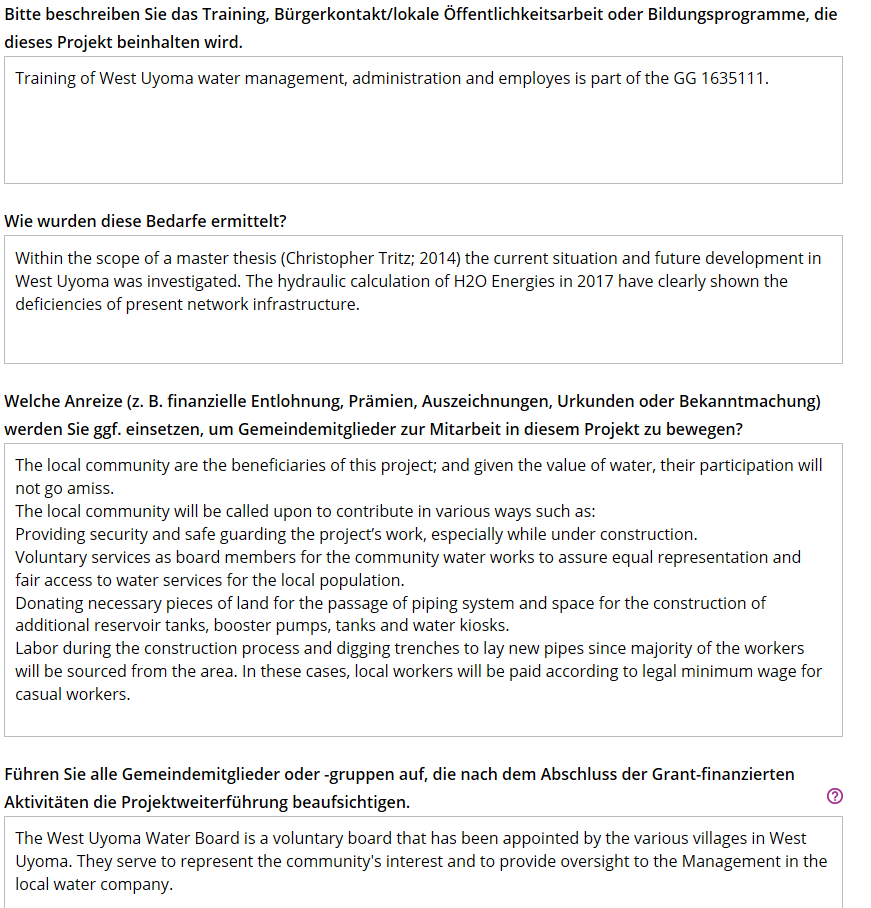 Bitte beschreiben Sie das Training, Bürgerkontakt/lokale Öffentlichkeitsarbeit oder Bildungsprogramme, die
dieses Projekt beinhalten wird.
Training of West Uyoma water management, administration and employes is part of the GG 1635111.
Wie wurden diese Bedarfe ermittelt?
Within the scope of a master thesis (Christopher Tritz; 2014) the current situation and future development in
West Uyoma was investigated. The hydraulic calculation of H2O Energies in 2017 have clearly shown the
deficiencies of present network infrastructure.
Welche Anreize (z. B. finanzielle Entlohnung, Prämien, Auszeichnungen, Urkunden oder Bekanntmachung)
werden Sie ggf. einsetzen, um Gemeindemitglieder zur Mitarbeit in diesem Projekt zu bewegen?
The local community are the beneficiaries of this project; and given the value of water, their participation will
not go amiss.
The local community will be called upon to contribute in various ways such as:
Providing security and safe guarding the project’s work, especially while under construction.
Voluntary services as board members for the community water works to assure equal representation and
fair access to water services for the local population.
Donating necessary pieces of land for the passage of piping system and space for the construction of
additional reservoir tanks, booster pumps, tanks and water kiosks.
Labor during the construction process and digging trenches to lay new pipes since majority of the workers
will be sourced from the area. In these cases, local workers will be paid according to legal minimum wage for
casual workers.
Führen Sie alle Gemeindemitglieder oder -gruppen auf, die nach dem Abschluss der Grant-finanzierten
Aktivitäten die Projektweiterführung beaufsichtigen.
?
The West Uyoma Water Board is a voluntary board that has been appointed by the various villages in West
Uyoma. They serve to represent the community's interest and to provide oversight to the Management in the
local water company.